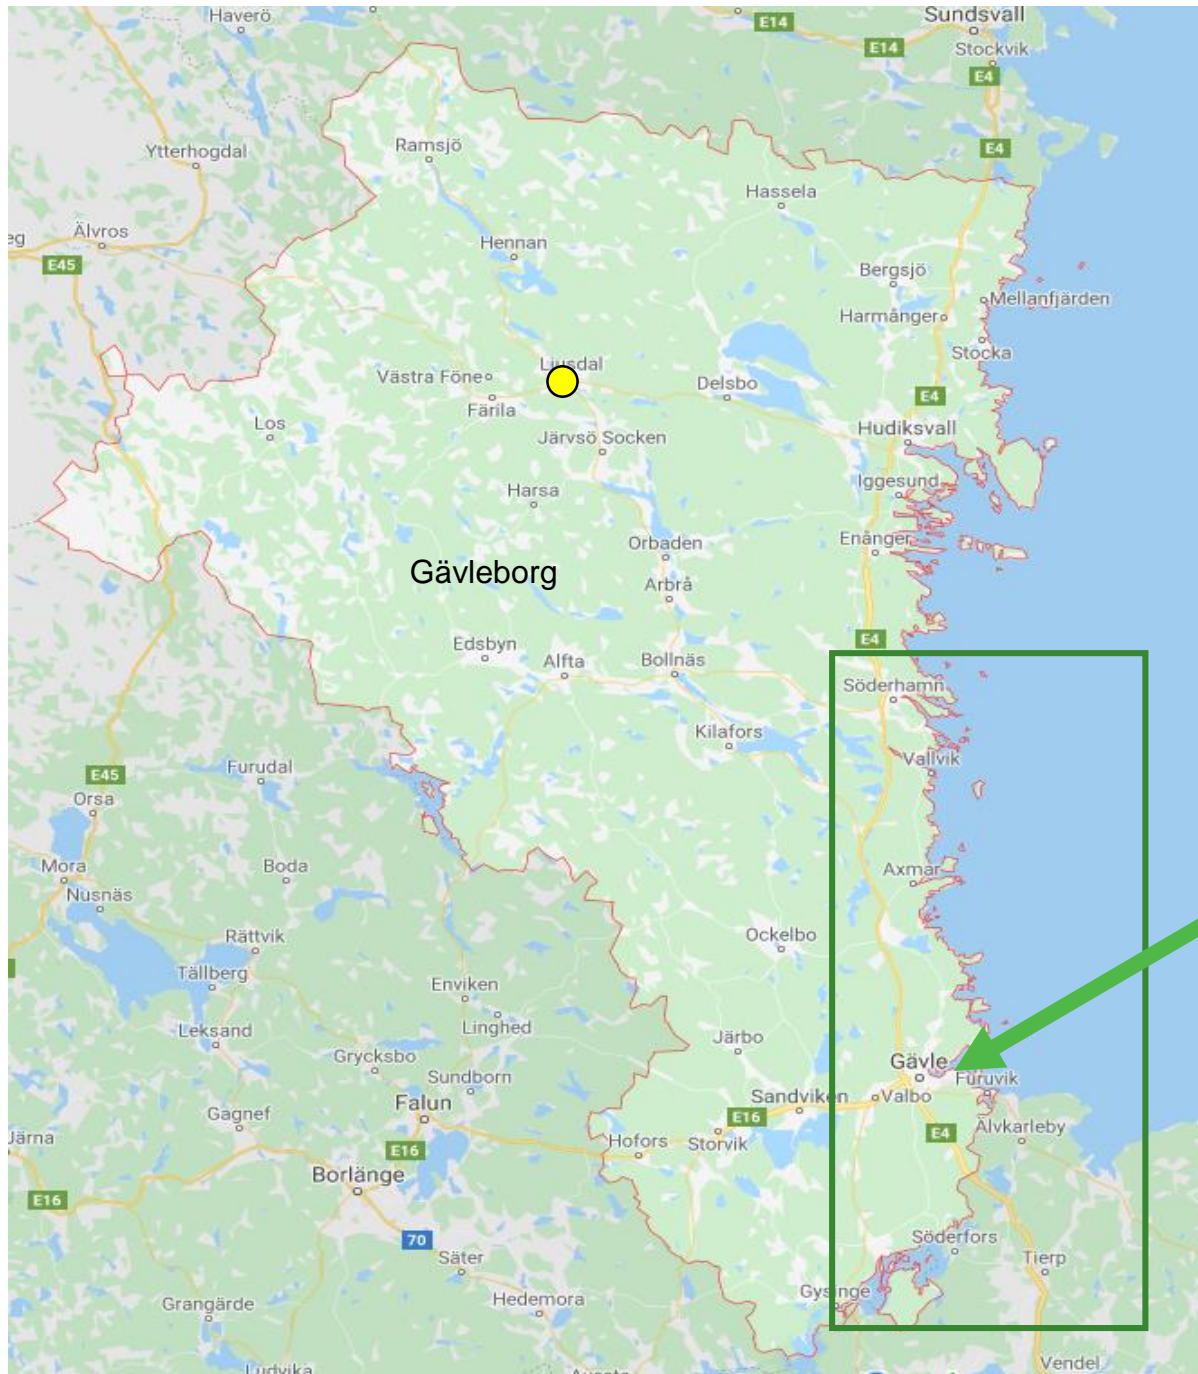 Haverö
Sundsvall
E14
E14
Stockvik
E4
Ramsjö
Ytterhogdal
E4
Hassela
Älvros
eg
E45
Hennan
Bergsjö
Mellanfjärden
Harmånger
Stocka
Ljusdal
Västra Föne
Delsbo
E4
Färila
Los
Järvsö Socken
Hudiksvall
Iggesund
Harsa
Orbaden
Enånger
Gävleborg
Arbrå
E4
Edsbyn
Alfta
Bollnäs
Söderhamn
Kilafors
Vallvik
Furudal
E45
Orsa
Mora
Boda
Axmar
Nusnäs
Rättvik
Ockelbo
Tällberg
Enviken
Leksand
Linghed
Järbo
Grycksbo
Gävle
Sundborn
Furuvik
Sandviken
Valbo
Falun
Gagnef
E16
Älvkarleby
Järna
E4
Hofors
Storvik
E16
Borlänge
E16
70
Söderfors
Säter
Tierp
Gysinge
Hedemora
Grangärde
Vendel
Ludvika